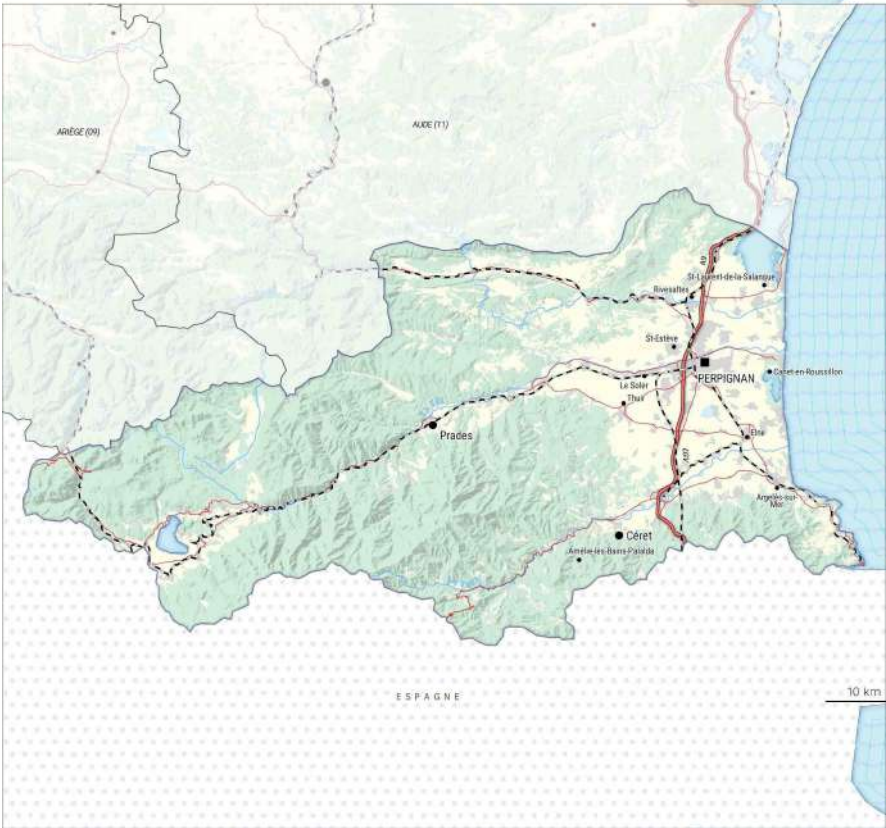 ARIÈGE (09)
AUDE (11)
A9
St-Laurent-de-la-Salanque
Rivesaltes
St-Estève
PERPIGNAN
Canet-en-Roussillon
Le Soler
Thuir
Prades
Elne
A9
Argelès-sur-
Mer
Céret
Amélie-les-Bains-Palalda
ESPAGNE
10 km